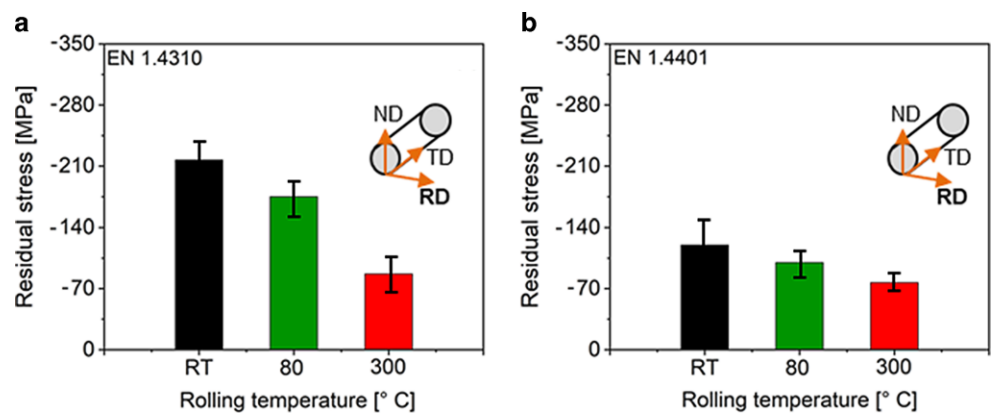 a
EN 1.4310
-350
-280
-210
-140
-70
0
Residual stress [MPa]
ND
TD
RD
RT
80
300
Rolling temperature [° C]
b
EN 1.4401
-350
-280
-210
-140
-70
0
Residual stress [MPa]
ND
TD
RD
RT
80
300
Rolling temperature [° C]